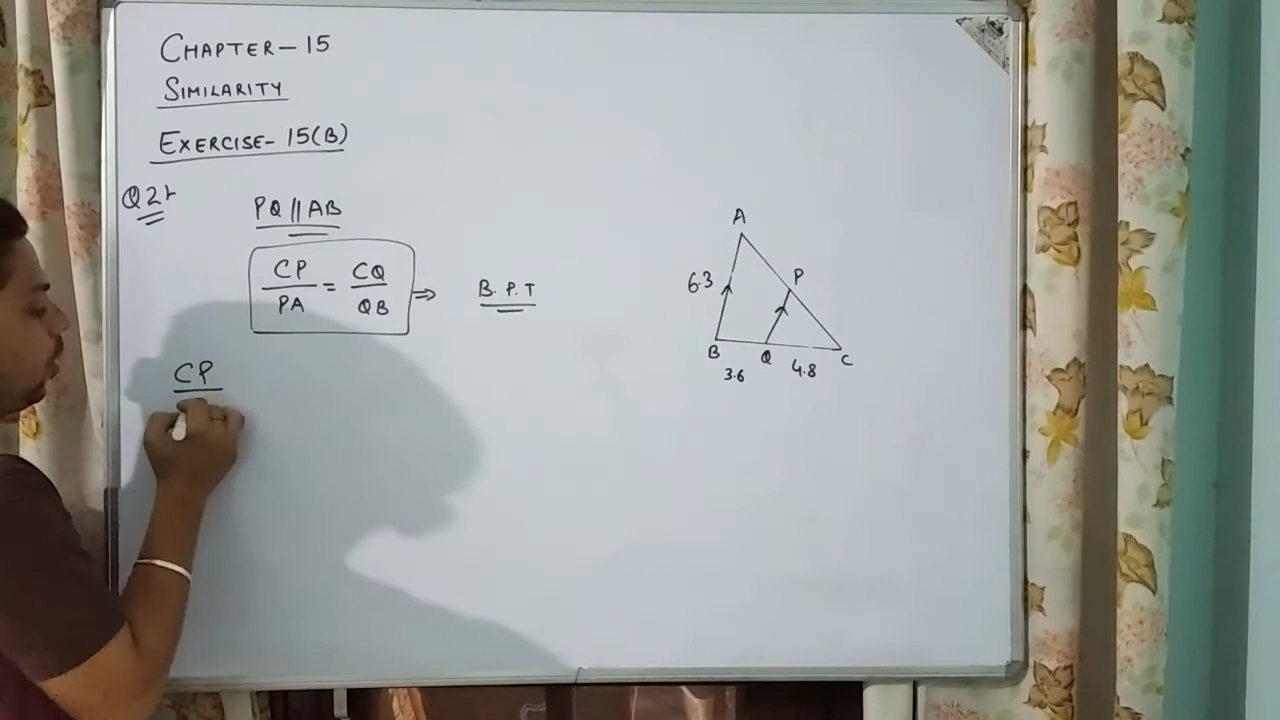 CHAPTER-15
SIMILARITY
EXERCISE-15(B)
Q2
PQ || AB
CP/PA = CQ/QB ⇒ B.P.T
CP
A
6.3
P
B
Q
C
3.6
4.8